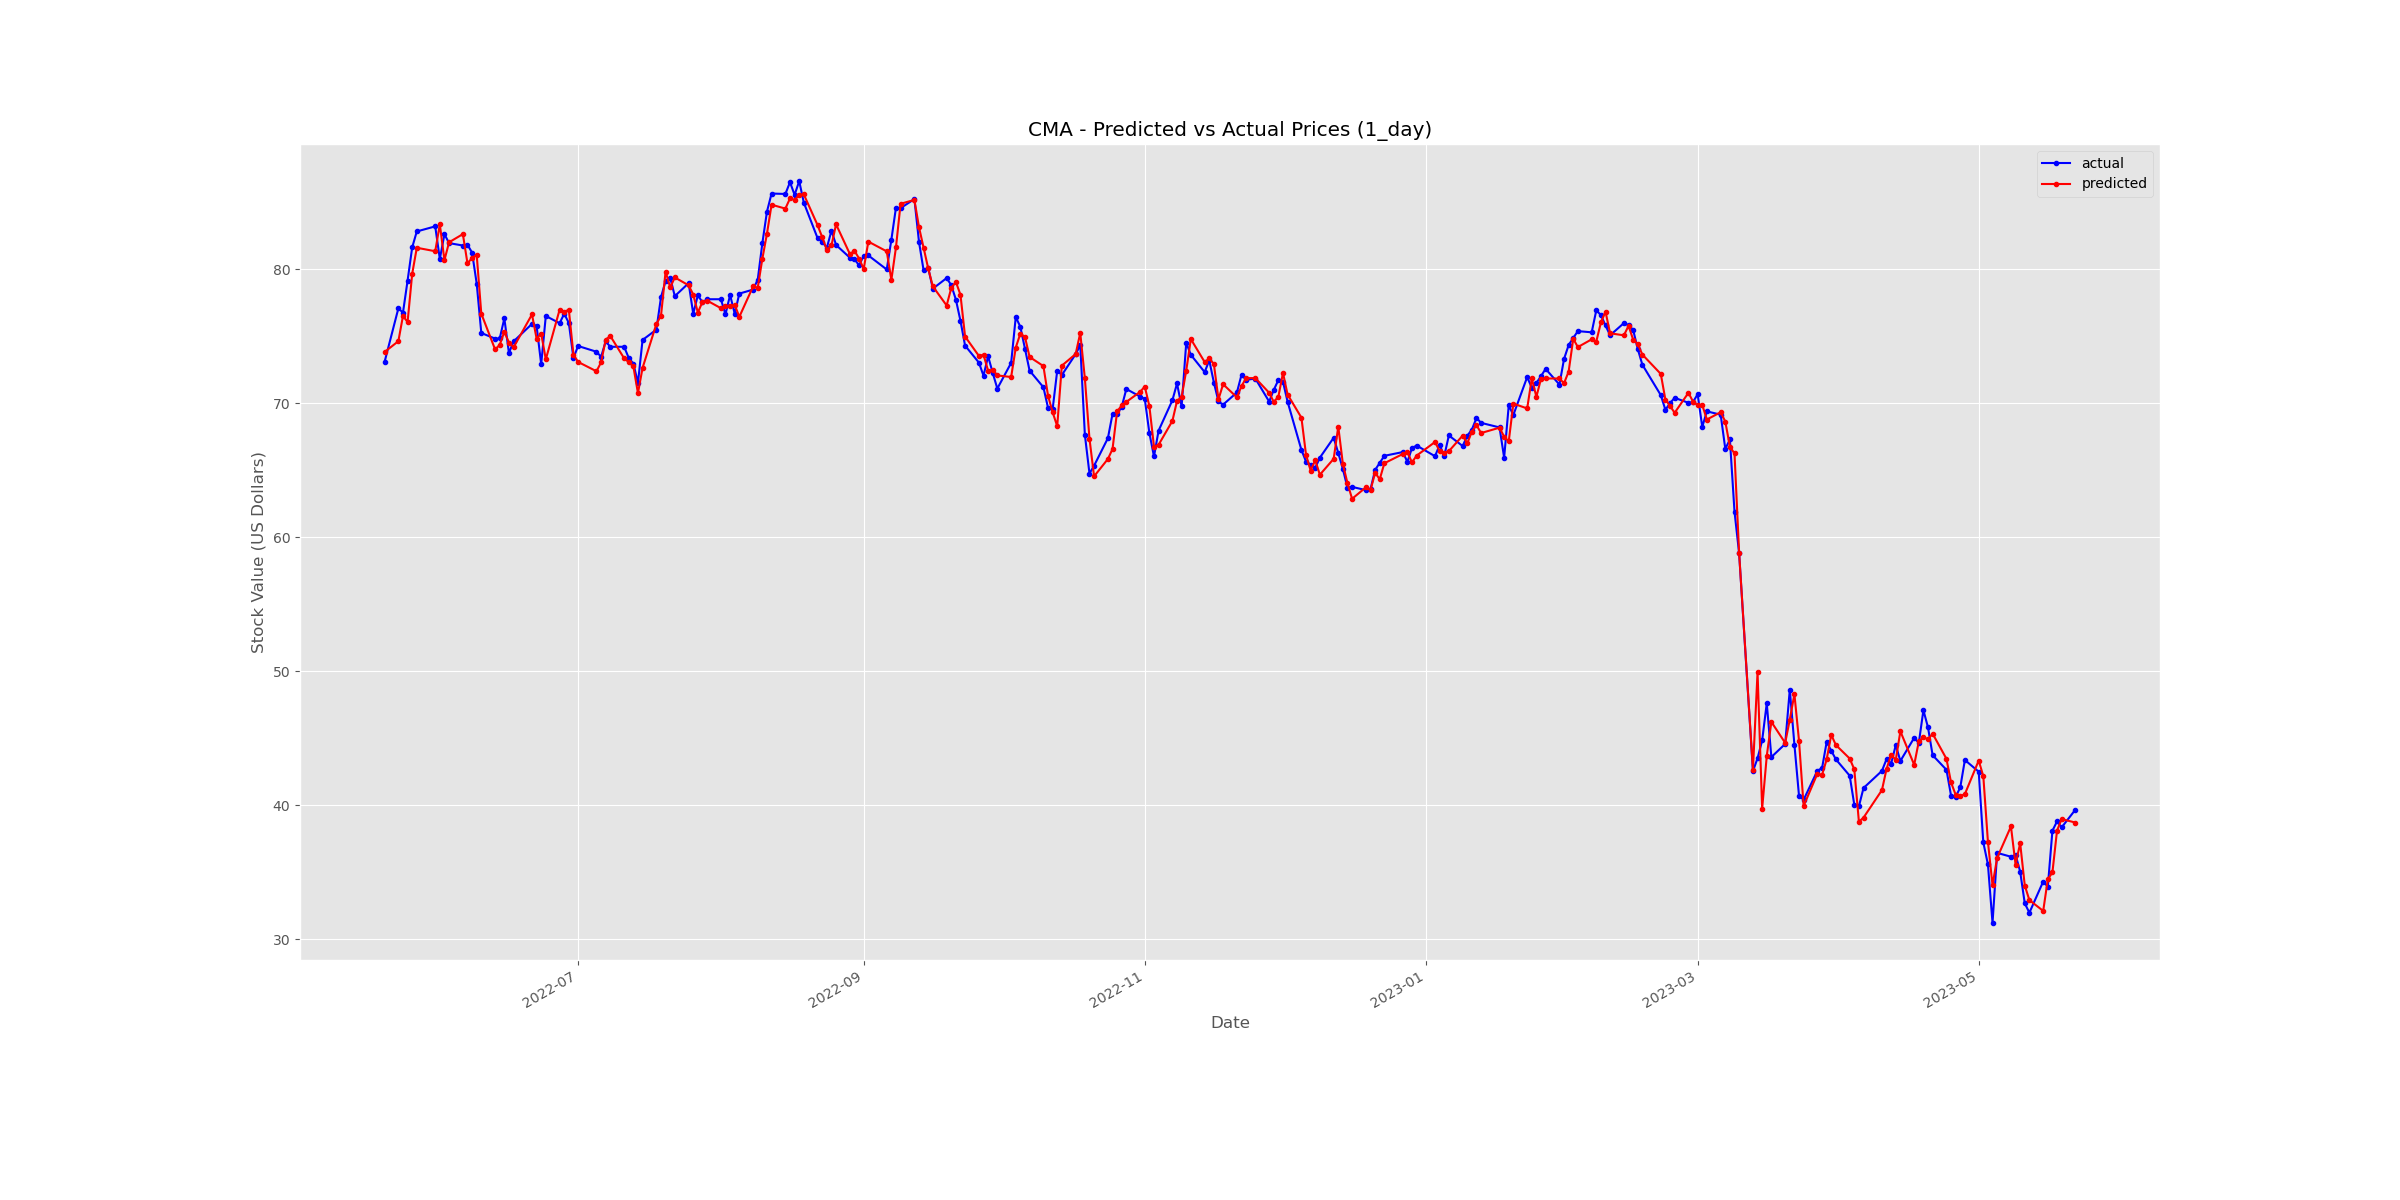 CMA - Predicted vs Actual Prices (1_day)
actual
predicted
Stock Value (US Dollars)
80
70
60
50
40
30
2022-07
2022-09
2022-11
2023-01
2023-03
2023-05
Date